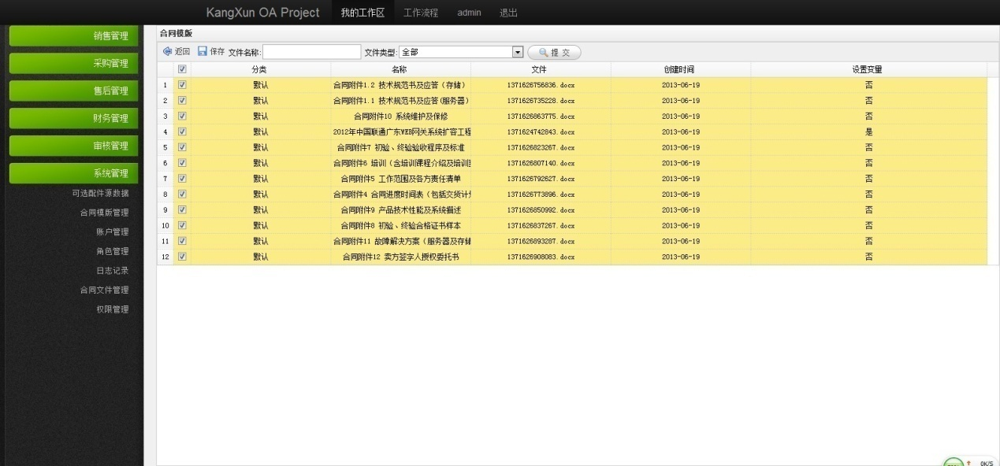 KangXun OA Project 我的工作区 工作流程 admin 退出
销售管理
采购管理
售后管理
财务管理
审核管理
系统管理
可选配件源数据
合同模版管理
账户管理
角色管理
日志记录
合同文件管理
权限管理
合同模版
返回 保存 文件名称: 文件类型: 全部 提 交
分类 名称 文件 创建时间 设置变量
1 默认 合同附件1.2 技术规范书及应答（存储） 1371626756836.docx 2013-06-19 否
2 默认 合同附件1.1 技术规范书及应答(服务器) 1371626735228.docx 2013-06-19 否
3 默认 合同附件10 系统维护及保修 1371626863775.docx 2013-06-19 否
4 默认 2012年中国联通广东WEB网关系统扩容工程 1371624742843.docx 2013-06-19 是
5 默认 合同附件7 初验、终验验收程序及标准 1371626823267.docx 2013-06-19 否
6 默认 合同附件6 培训（含培训课程介绍及培训 1371626807140.docx 2013-06-19 否
7 默认 合同附件5 工作范围及各方责任清单 1371626792627.docx 2013-06-19 否
8 默认 合同附件4 合同进度时间表（包括交货计 1371626773896.docx 2013-06-19 否
9 默认 合同附件9 产品技术性能及系统描述 1371626850992.docx 2013-06-19 否
10 默认 合同附件8 初验、终验合格证书样本 1371626837267.docx 2013-06-19 否
11 默认 合同附件11 故障解决方案（服务器及存储 1371626893287.docx 2013-06-19 否
12 默认 合同附件12 卖方签字人授权委托书 1371626908083.docx 2013-06-19 否
0K/S